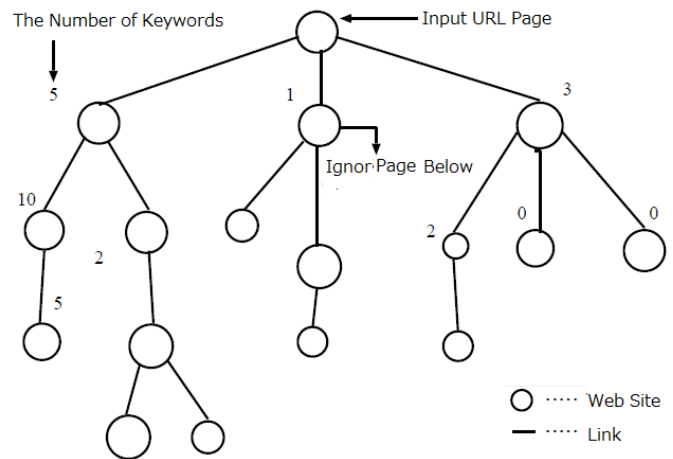 The Number of Keywords
Input URL Page
5
1
3
Ignor·Page Below
10
2
2
0
0
5
····· Web Site
····· Link